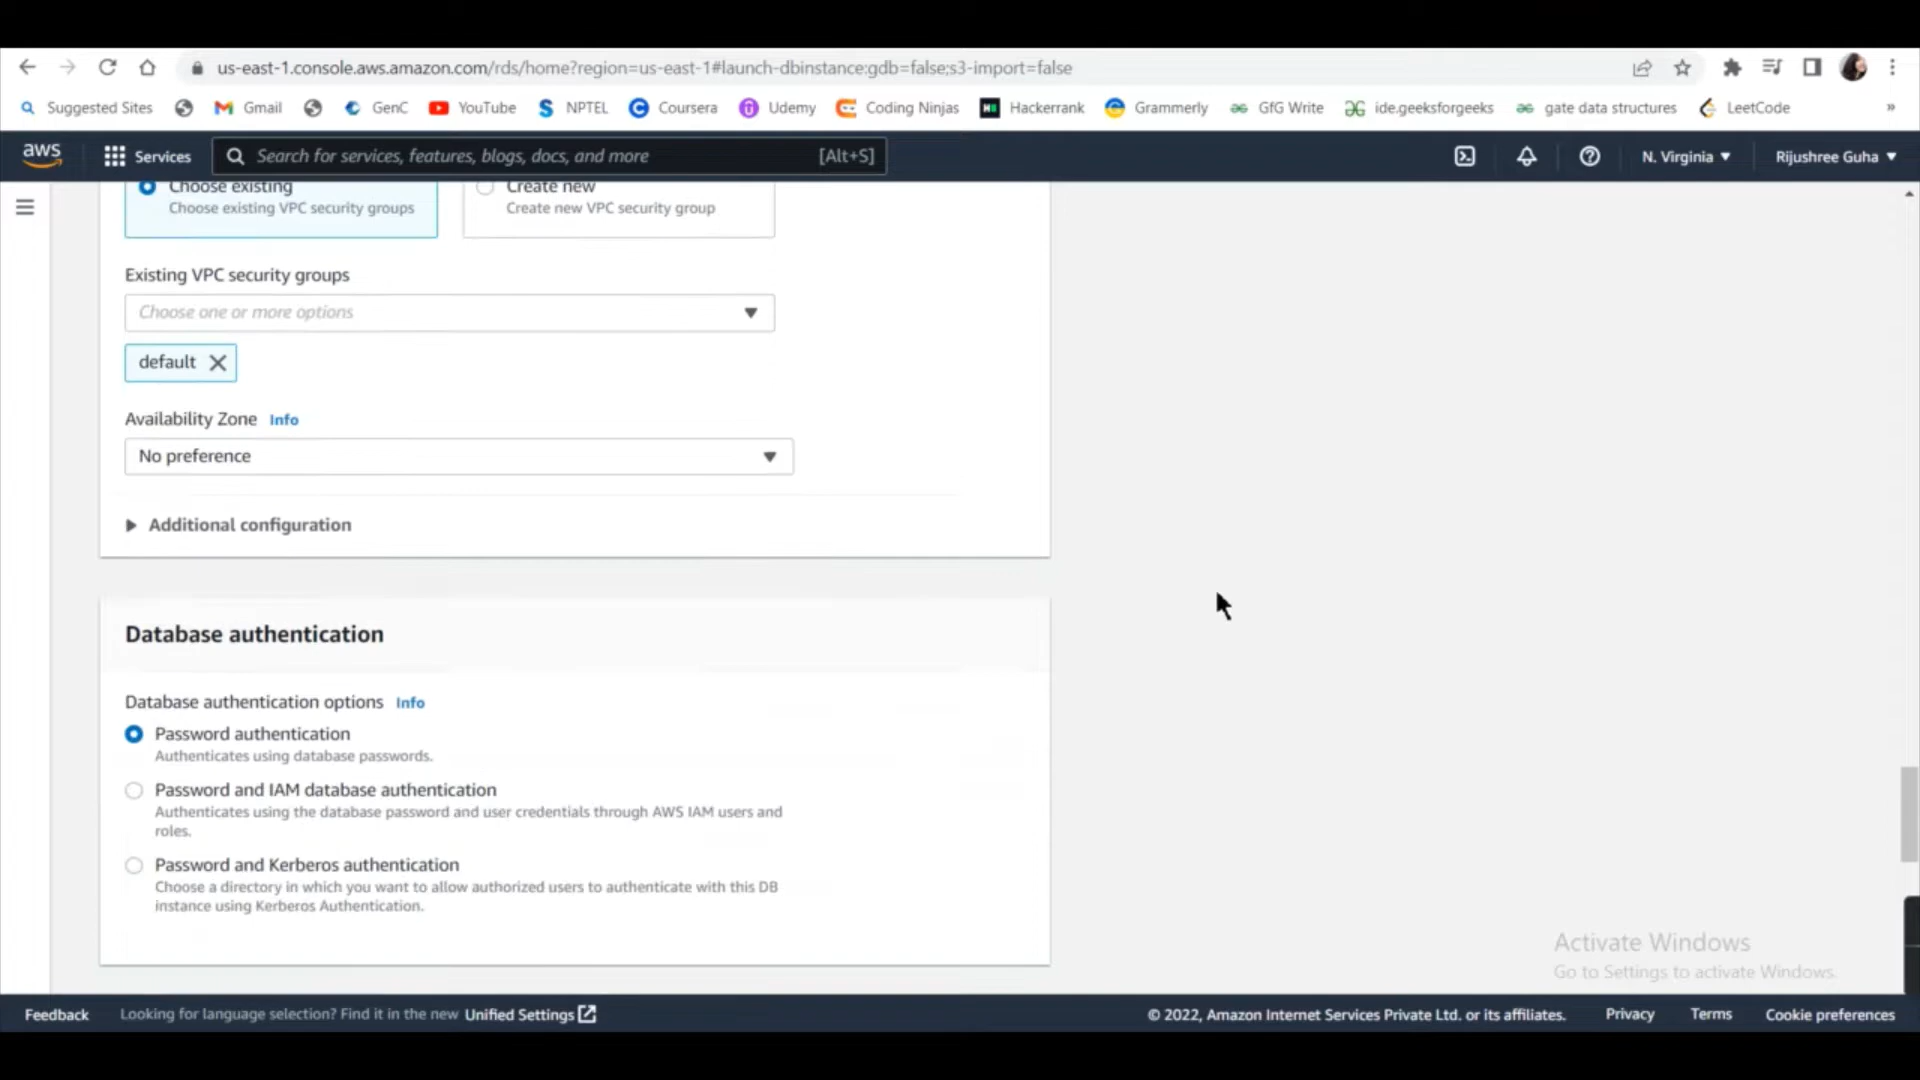 us-east-1.console.aws.amazon.com/rds/home?region=us-east-1#launch-dbinstance:gdb=false;s3-import=false
Suggested Sites Gmail GenC YouTube NPTEL Coursera Udemy Coding Ninjas Hackerrank Grammerly GfG Write ide.geeksforgeeks gate data structures LeetCode »
aws Services Search for services, features, blogs, docs, and more [Alt+S] N. Virginia Rijushree Guha
Choose existing
Choose existing VPC security groups
Create new
Create new VPC security group
Existing VPC security groups
Choose one or more options
default
Availability Zone Info
No preference
Additional configuration
Database authentication
Database authentication options Info
Password authentication
Authenticates using database passwords.
Password and IAM database authentication
Authenticates using the database password and user credentials through AWS IAM users and
roles.
Password and Kerberos authentication
Choose a directory in which you want to allow authorized users to authenticate with this DB
instance using Kerberos Authentication.
Activate Windows
Go to Settings to activate Windows.
Feedback Looking for language selection? Find it in the new Unified Settings © 2022, Amazon Internet Services Private Ltd. or its affiliates. Privacy Terms Cookie preferences